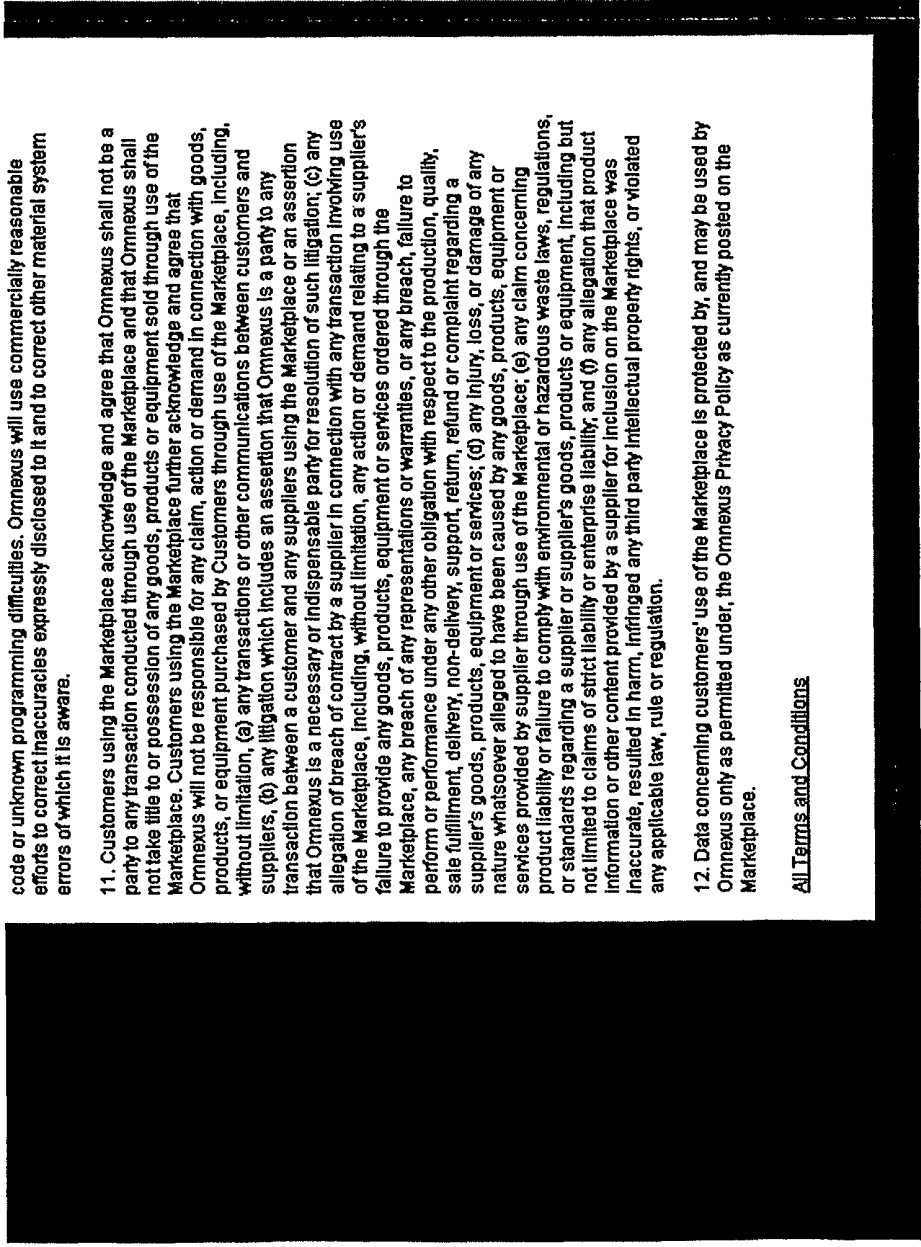 code or unknown programming difficulties. Omnexus will use commercially reasonable
efforts to correct inaccuracies expressly disclosed to it and to correct other material system
errors of which it is aware.
11. Customers using the Marketplace acknowledge and agree that Omnexus shall not be a
party to any transaction conducted through use of the Marketplace and that Omnexus shall
not take title to or possession of any goods, products or equipment sold through use of the
Marketplace. Customers using the Marketplace further acknowledge and agree that
Omnexus will not be responsible for any claim, action or demand in connection with goods,
products, or equipment purchased by Customers through use of the Marketplace, including,
without limitation, (a) any transactions or other communications between customers and
suppliers, (b) any litigation which includes an assertion that Omnexus is a party to any
transaction between a customer and any suppliers using the Marketplace or an assertion
that Omnexus is a necessary or indispensable party for resolution of such litigation; (c) any
allegation of breach of contract by a supplier in connection with any transaction involving use
of the Marketplace, including, without limitation, any action or demand relating to a supplier's
failure to provide any goods, products, equipment or services ordered through the
Marketplace, any breach of any representations or warranties, or any breach, failure to
perform or performance under any other obligation with respect to the production, quality,
sale fulfillment, delivery, non-delivery, support, return, refund or complaint regarding a
supplier's goods, products, equipment or services; (d) any injury, loss, or damage of any
nature whatsoever alleged to have been caused by any goods, products, equipment or
services provided by supplier through use of the Marketplace; (e) any claim concerning
product liability or failure to comply with environmental or hazardous waste laws, regulations,
or standards regarding a supplier or supplier's goods, products or equipment, including but
not limited to claims of strict liability or enterprise liability; and (f) any allegation that product
information or other content provided by a supplier for inclusion on the Marketplace was
inaccurate, resulted in harm, infringed any third party intellectual property rights, or violated
any applicable law, rule or regulation.
12. Data concerning customers' use of the Marketplace is protected by, and may be used by
Omnexus only as permitted under, the Omnexus Privacy Policy as currently posted on the
Marketplace.
All Terms and Conditions